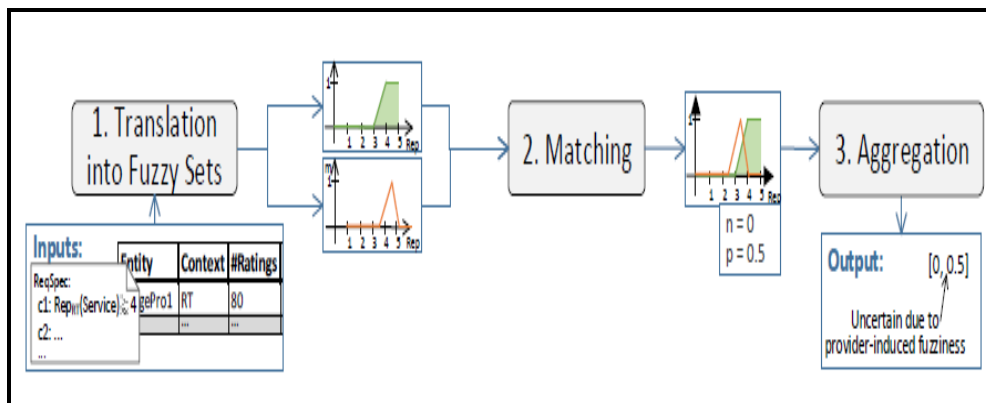 1. Translation
into Fuzzy Sets
1
1 2 3 4 5 Rep
1
1 2 3 4 5 Rep
2. Matching
1
1 2 3 4 5 Rep
n = 0
p = 0.5
3. Aggregation
Inputs:
ReqSpec:
c1: Rep (Service) 4
c2: ...
...
Entity Context #Ratings
gePro1 RT 80
... ...
Output: [0, 0.5]
Uncertain due to
provider-induced fuzziness